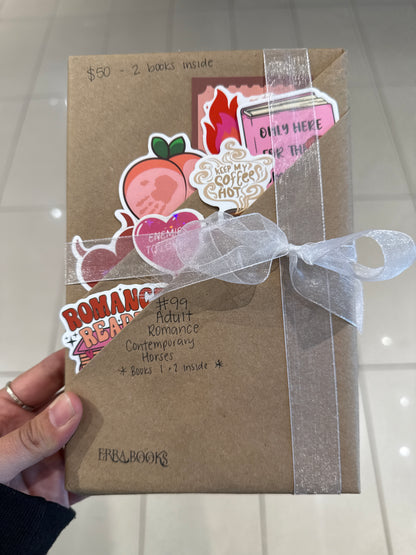 $50 - 2 books inside
ONLY HERE
FOR THE
KEEP MY
COFFEE
HOT
ENEMIES
TO LOVERS
ROMANCE
READER
#99
Adult
Romance
Contemporary
Horses
* Books 1 + 2 inside *
ERBA BOOKS